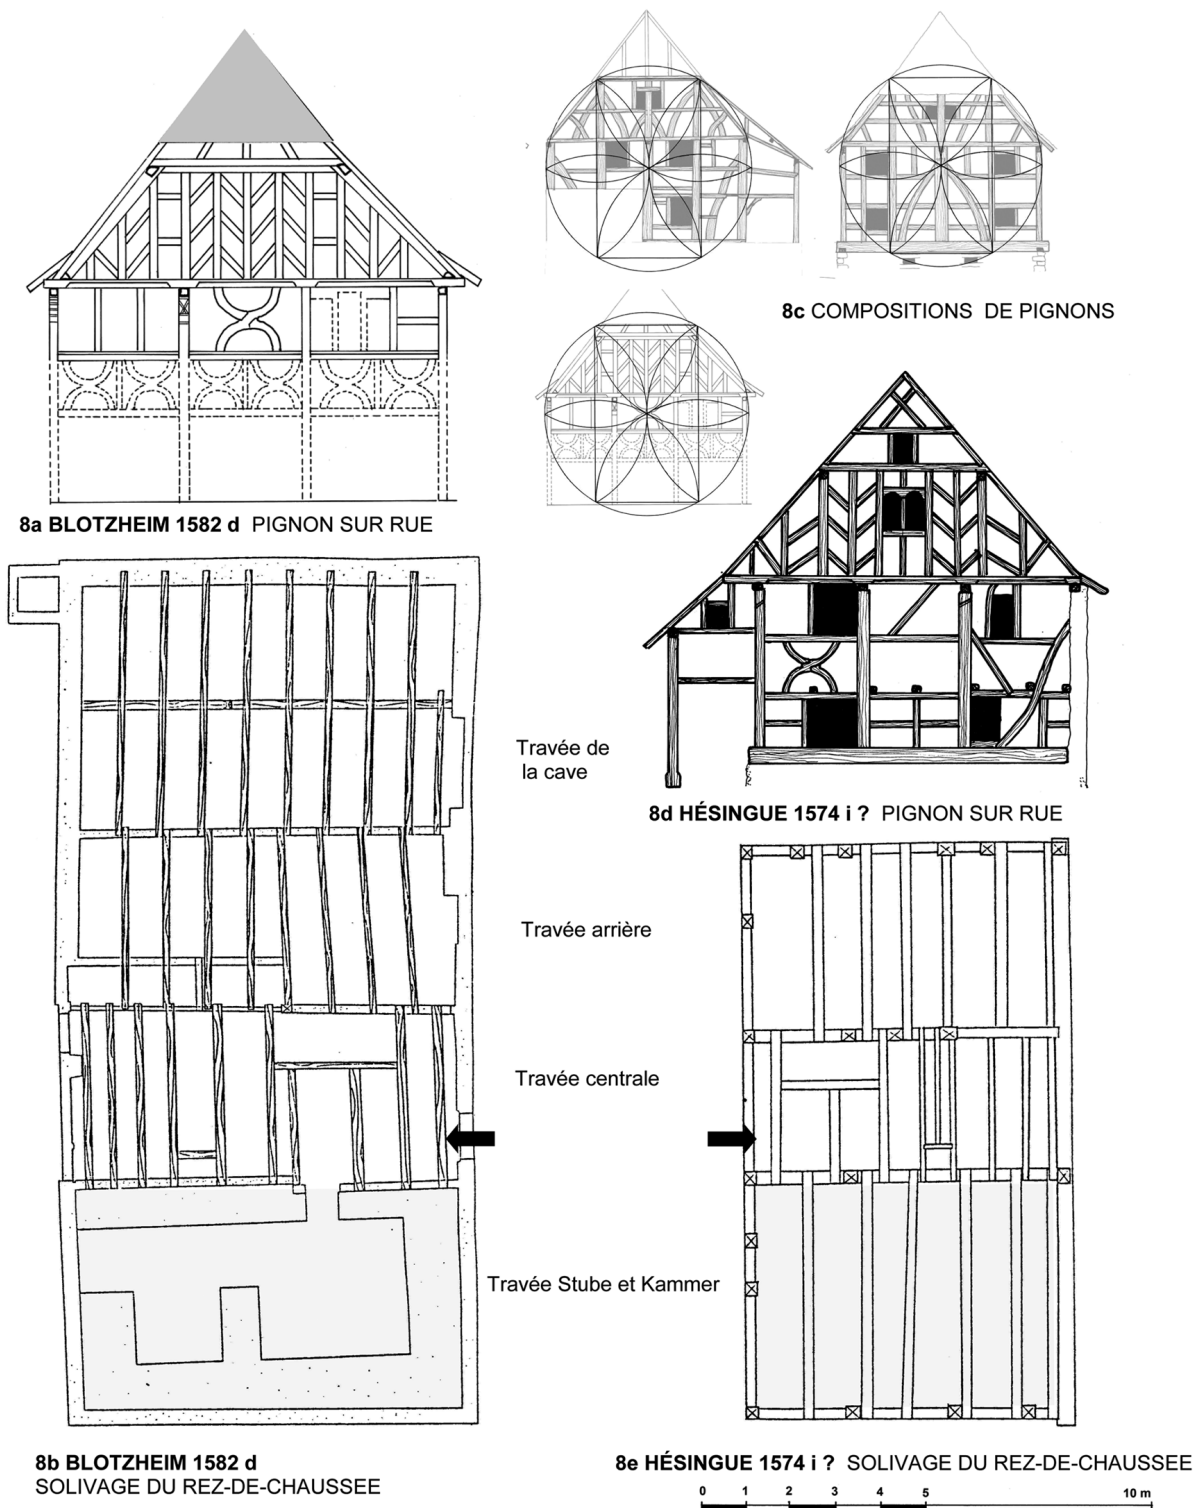 8c COMPOSITIONS DE PIGNONS
8a BLOTZHEIM 1582 d PIGNON SUR RUE
Travée de
la cave
8d HÉSINGUE 1574 i ? PIGNON SUR RUE
Travée arrière
Travée centrale
Travée Stube et Kammer
8b BLOTZHEIM 1582 d
SOLIVAGE DU REZ-DE-CHAUSSEE
8e HÉSINGUE 1574 i ? SOLIVAGE DU REZ-DE-CHAUSSEE
0 1 2 3 4 5 10 m